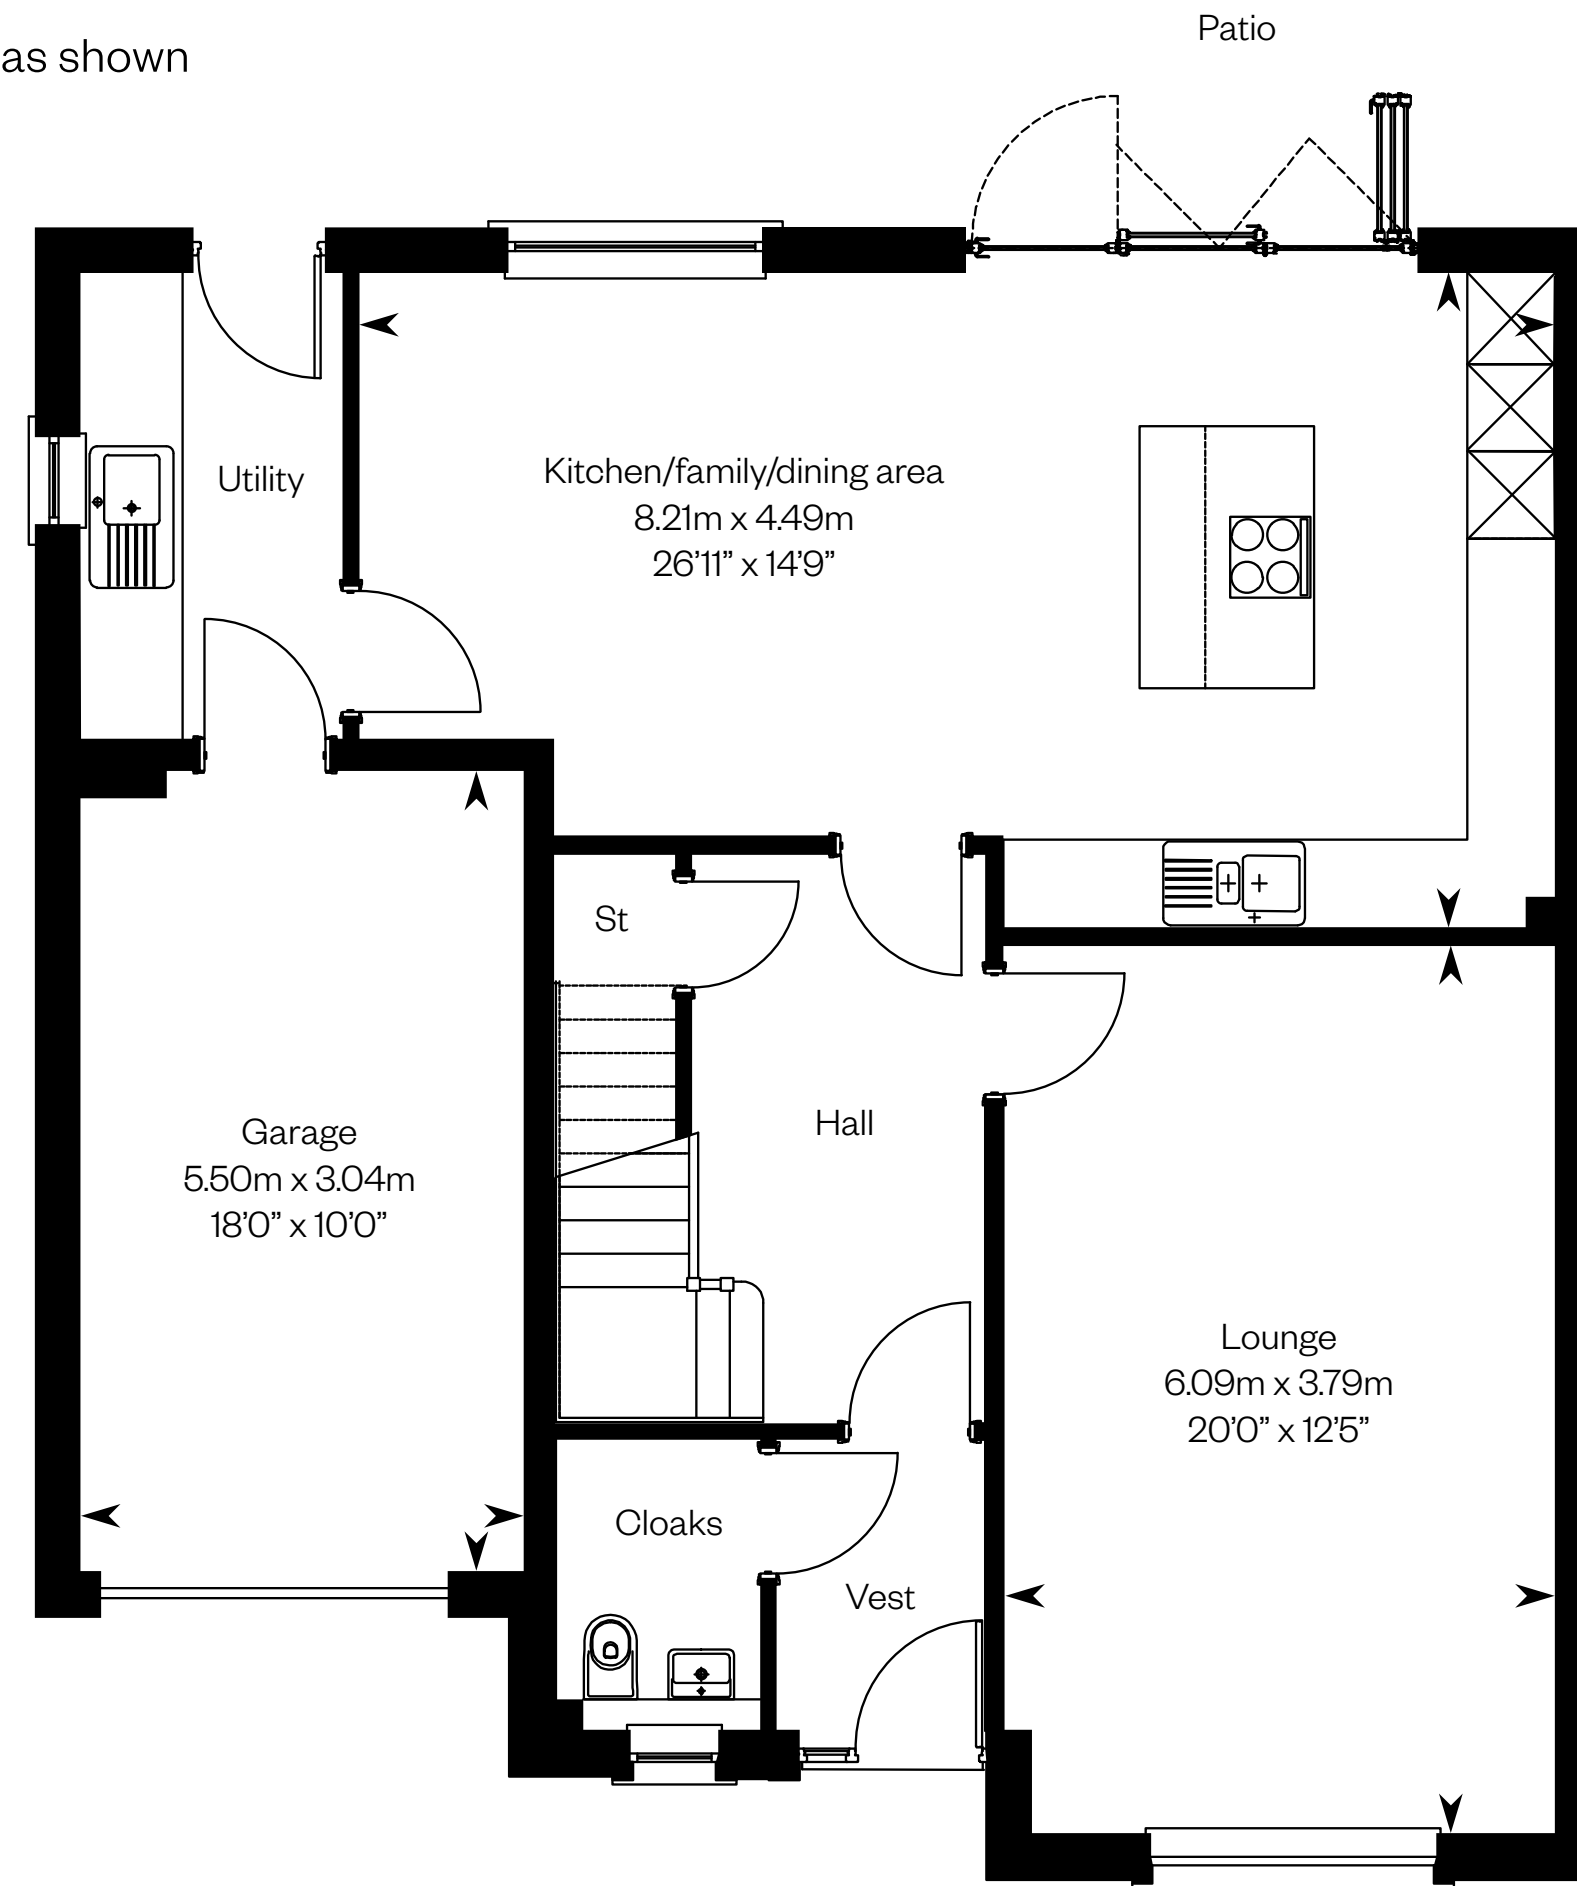 Patio
as shown
Utility
Kitchen/family/dining area
8.21m x 4.49m
26’11” x 14’9”
St
Garage
5.50m x 3.04m
18’0” x 10’0”
Hall
Lounge
6.09m x 3.79m
20’0” x 12’5”
Cloaks
Vest